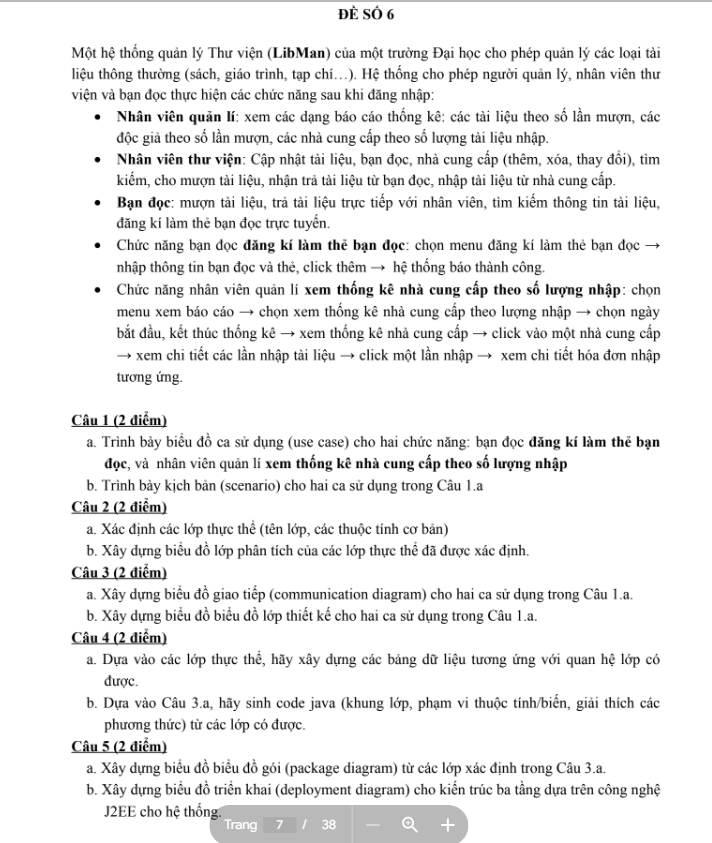 ĐỀ SỐ 6
Một hệ thống quản lý Thư viện (LibMan) của một trường Đại học cho phép quản lý các loại tài
liệu thông thường (sách, giáo trình, tạp chí…). Hệ thống cho phép người quản lý, nhân viên thư
viện và bạn đọc thực hiện các chức năng sau khi đăng nhập:
• Nhân viên quản lí: xem các dạng báo cáo thống kê: các tài liệu theo số lần mượn, các
độc giả theo số lần mượn, các nhà cung cấp theo số lượng tài liệu nhập.
• Nhân viên thư viện: Cập nhật tài liệu, bạn đọc, nhà cung cấp (thêm, xóa, thay đổi), tìm
kiếm, cho mượn tài liệu, nhận trả tài liệu từ bạn đọc, nhập tài liệu từ nhà cung cấp.
• Bạn đọc: mượn tài liệu, trả tài liệu trực tiếp với nhân viên, tìm kiếm thông tin tài liệu,
đăng kí làm thẻ bạn đọc trực tuyến.
• Chức năng bạn đọc đăng kí làm thẻ bạn đọc: chọn menu đăng kí làm thẻ bạn đọc →
nhập thông tin bạn đọc và thẻ, click thêm → hệ thống báo thành công.
• Chức năng nhân viên quản lí xem thống kê nhà cung cấp theo số lượng nhập: chọn
menu xem báo cáo → chọn xem thống kê nhà cung cấp theo lượng nhập → chọn ngày
bắt đầu, kết thúc thống kê → xem thống kê nhà cung cấp → click vào một nhà cung cấp
→ xem chi tiết các lần nhập tài liệu → click một lần nhập → xem chi tiết hóa đơn nhập
tương ứng.
Câu 1 (2 điểm)
a. Trình bày biểu đồ ca sử dụng (use case) cho hai chức năng: bạn đọc đăng kí làm thẻ bạn
đọc, và nhân viên quản lí xem thống kê nhà cung cấp theo số lượng nhập
b. Trình bày kịch bản (scenario) cho hai ca sử dụng trong Câu 1.a
Câu 2 (2 điểm)
a. Xác định các lớp thực thể (tên lớp, các thuộc tính cơ bản)
b. Xây dựng biểu đồ lớp phân tích của các lớp thực thể đã được xác định.
Câu 3 (2 điểm)
a. Xây dựng biểu đồ giao tiếp (communication diagram) cho hai ca sử dụng trong Câu 1.a.
b. Xây dựng biểu đồ biểu đồ lớp thiết kế cho hai ca sử dụng trong Câu 1.a.
Câu 4 (2 điểm)
a. Dựa vào các lớp thực thể, hãy xây dựng các bảng dữ liệu tương ứng với quan hệ lớp có
được.
b. Dựa vào Câu 3.a, hãy sinh code java (khung lớp, phạm vi thuộc tính/biến, giải thích các
phương thức) từ các lớp có được.
Câu 5 (2 điểm)
a. Xây dựng biểu đồ biểu đồ gói (package diagram) từ các lớp xác định trong Câu 3.a.
b. Xây dựng biểu đồ triển khai (deployment diagram) cho kiến trúc ba tầng dựa trên công nghệ
J2EE cho hệ thống.
Trang 7 / 38